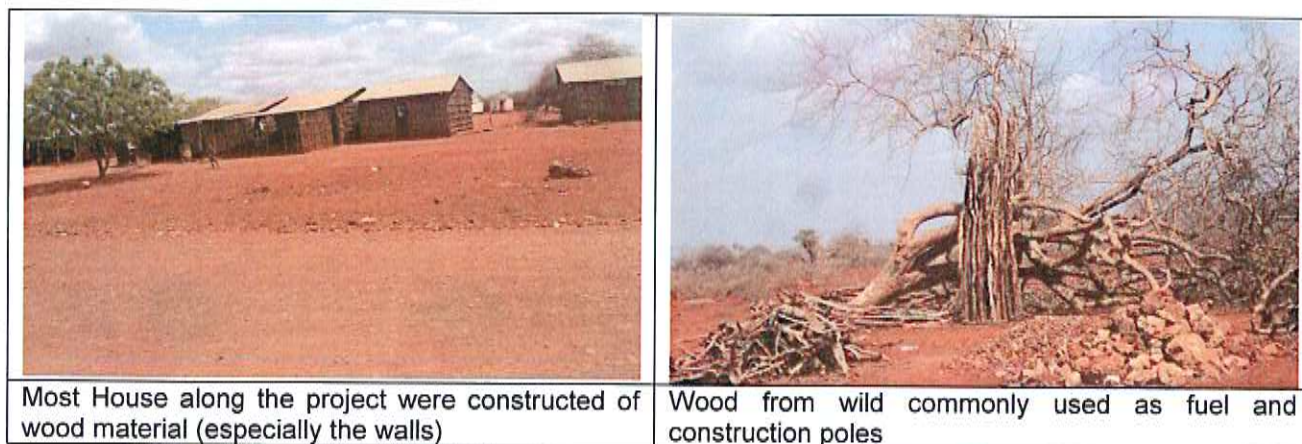 Most House along the project were constructed of
wood material (especially the walls)
Wood from wild commonly used as fuel and
construction poles